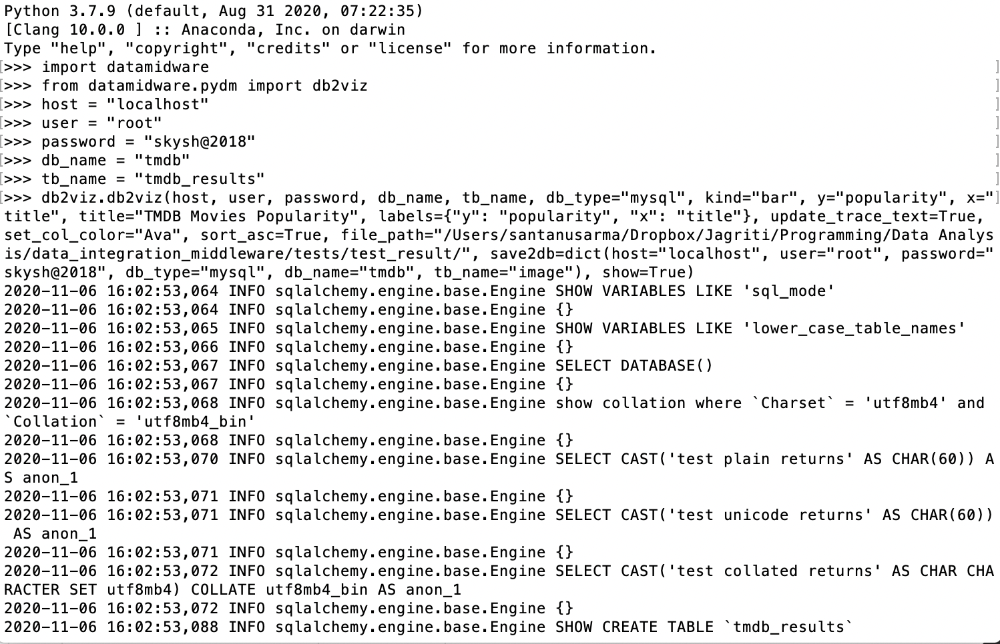 Python 3.7.9 (default, Aug 31 2020, 07:22:35)
[Clang 10.0.0 ] :: Anaconda, Inc. on darwin
Type "help", "copyright", "credits" or "license" for more information.
[>>> import datamidware ]
[>>> from datamidware.pydm import db2viz ]
[>>> host = "localhost" ]
[>>> user = "root" ]
[>>> password = "skysh@2018" ]
[>>> db_name = "tmdb" ]
[>>> tb_name = "tmdb_results" ]
[>>> db2viz.db2viz(host, user, password, db_name, tb_name, db_type="mysql", kind="bar", y="popularity", x="]
title", title="TMDB Movies Popularity", labels={"y": "popularity", "x": "title"}, update_trace_text=True,
set_col_color="Ava", sort_asc=True, file_path="/Users/santanusarma/Dropbox/Jagriti/Programming/Data Analys
is/data_integration_middleware/tests/test_result/", save2db=dict(host="localhost", user="root", password="
skysh@2018", db_type="mysql", db_name="tmdb", tb_name="image"), show=True)
2020-11-06 16:02:53,064 INFO sqlalchemy.engine.base.Engine SHOW VARIABLES LIKE 'sql_mode'
2020-11-06 16:02:53,064 INFO sqlalchemy.engine.base.Engine {}
2020-11-06 16:02:53,065 INFO sqlalchemy.engine.base.Engine SHOW VARIABLES LIKE 'lower_case_table_names'
2020-11-06 16:02:53,066 INFO sqlalchemy.engine.base.Engine {}
2020-11-06 16:02:53,067 INFO sqlalchemy.engine.base.Engine SELECT DATABASE()
2020-11-06 16:02:53,067 INFO sqlalchemy.engine.base.Engine {}
2020-11-06 16:02:53,068 INFO sqlalchemy.engine.base.Engine show collation where `Charset` = 'utf8mb4' and
`Collation` = 'utf8mb4_bin'
2020-11-06 16:02:53,068 INFO sqlalchemy.engine.base.Engine {}
2020-11-06 16:02:53,070 INFO sqlalchemy.engine.base.Engine SELECT CAST('test plain returns' AS CHAR(60)) A
S anon_1
2020-11-06 16:02:53,071 INFO sqlalchemy.engine.base.Engine {}
2020-11-06 16:02:53,071 INFO sqlalchemy.engine.base.Engine SELECT CAST('test unicode returns' AS CHAR(60))
 AS anon_1
2020-11-06 16:02:53,071 INFO sqlalchemy.engine.base.Engine {}
2020-11-06 16:02:53,072 INFO sqlalchemy.engine.base.Engine SELECT CAST('test collated returns' AS CHAR CHA
RACTER SET utf8mb4) COLLATE utf8mb4_bin AS anon_1
2020-11-06 16:02:53,072 INFO sqlalchemy.engine.base.Engine {}
2020-11-06 16:02:53,088 INFO sqlalchemy.engine.base.Engine SHOW CREATE TABLE `tmdb_results`